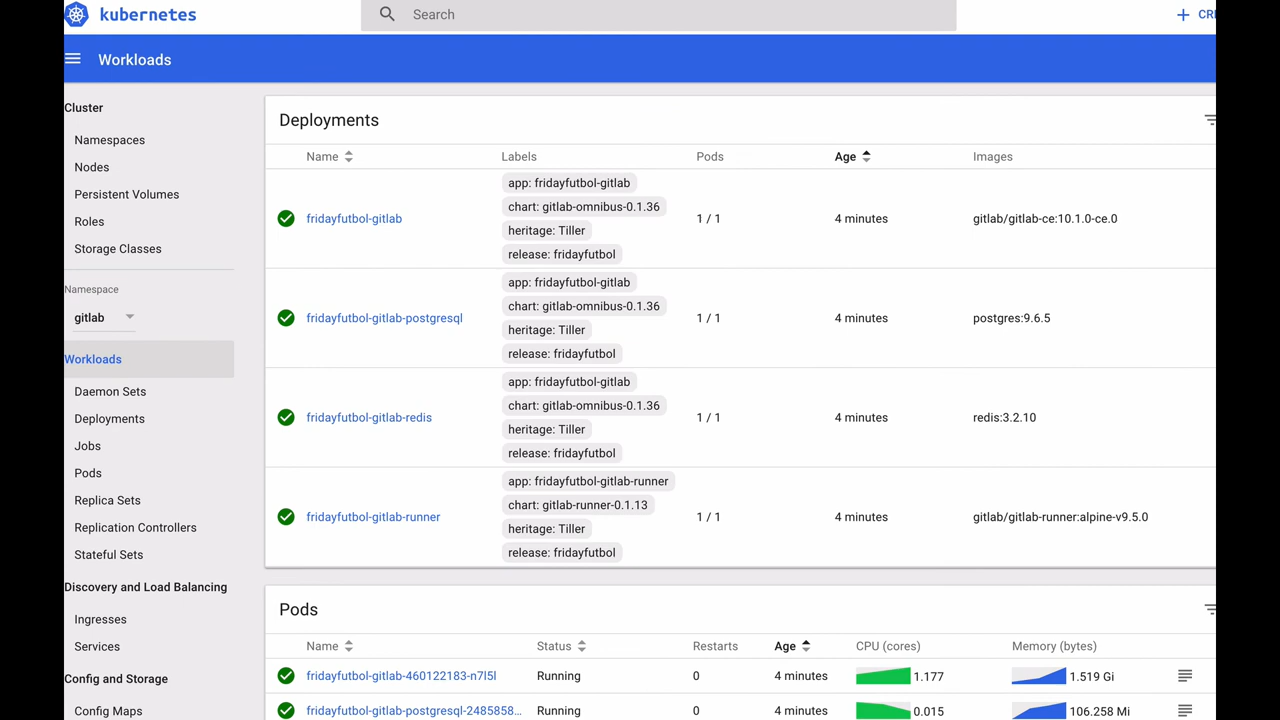 kubernetes
Search
CR
Workloads
Cluster
Namespaces
Nodes
Persistent Volumes
Roles
Storage Classes
Namespace
gitlab
Workloads
Daemon Sets
Deployments
Jobs
Pods
Replica Sets
Replication Controllers
Stateful Sets
Discovery and Load Balancing
Ingresses
Services
Config and Storage
Config Maps
Deployments
Name Labels Pods Age Images
app: fridayfutbol-gitlab
chart: gitlab-omnibus-0.1.36
fridayfutbol-gitlab 1 / 1 4 minutes gitlab/gitlab-ce:10.1.0-ce.0
heritage: Tiller
release: fridayfutbol
app: fridayfutbol-gitlab
chart: gitlab-omnibus-0.1.36
fridayfutbol-gitlab-postgresql 1 / 1 4 minutes postgres:9.6.5
heritage: Tiller
release: fridayfutbol
app: fridayfutbol-gitlab
chart: gitlab-omnibus-0.1.36
fridayfutbol-gitlab-redis 1 / 1 4 minutes redis:3.2.10
heritage: Tiller
release: fridayfutbol
app: fridayfutbol-gitlab-runner
chart: gitlab-runner-0.1.13
fridayfutbol-gitlab-runner 1 / 1 4 minutes gitlab/gitlab-runner:alpine-v9.5.0
heritage: Tiller
release: fridayfutbol
Pods
Name Status Restarts Age CPU (cores) Memory (bytes)
fridayfutbol-gitlab-460122183-n7l5l Running 0 4 minutes 1.177 1.519 Gi
fridayfutbol-gitlab-postgresql-2485858... Running 0 4 minutes 0.015 106.258 Mi